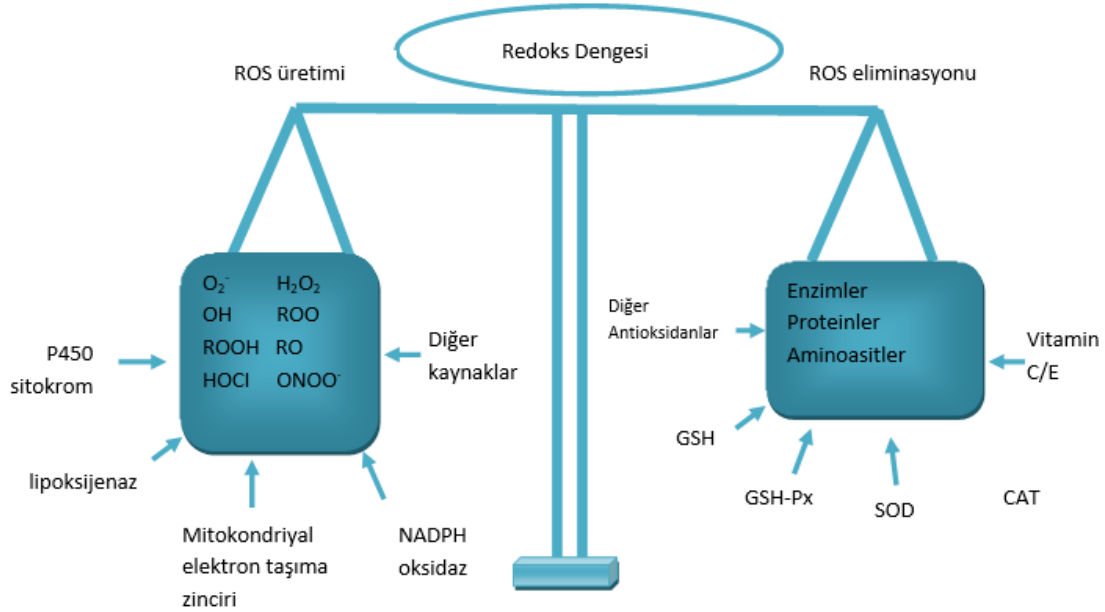 Redoks Dengesi
ROS üretimi
ROS eliminasyonu
O₂⁻ H₂O₂
OH ROO
ROOH RO
HOCl ONOO⁻
P450
sitokrom
Diğer
kaynaklar
lipoksijenaz
Mitokondriyal
elektron taşıma
zinciri
NADPH
oksidaz
Enzimler
Proteinler
Aminoasitler
Diğer
Antioksidanlar
Vitamin
C/E
GSH
GSH-Px
SOD
CAT